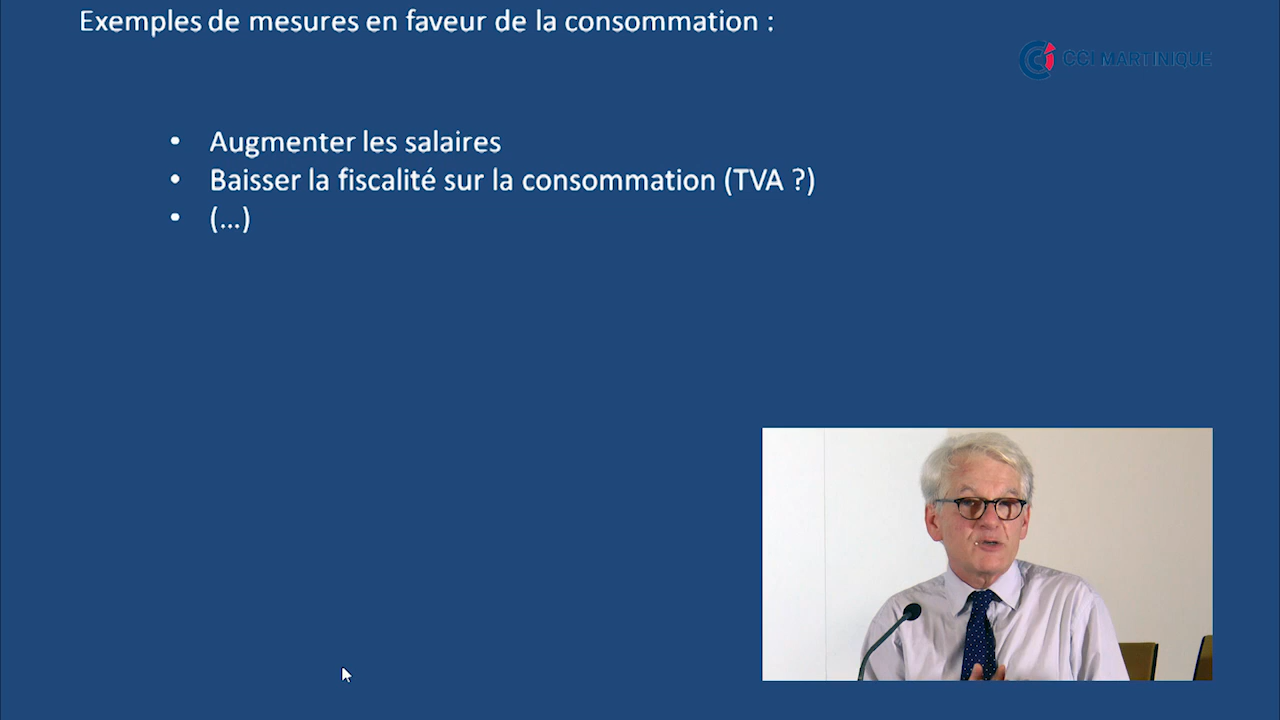 Exemples de mesures en faveur de la consommation :
CCI MARTINIQUE
• Augmenter les salaires
• Baisser la fiscalité sur la consommation (TVA ?)
• (...)